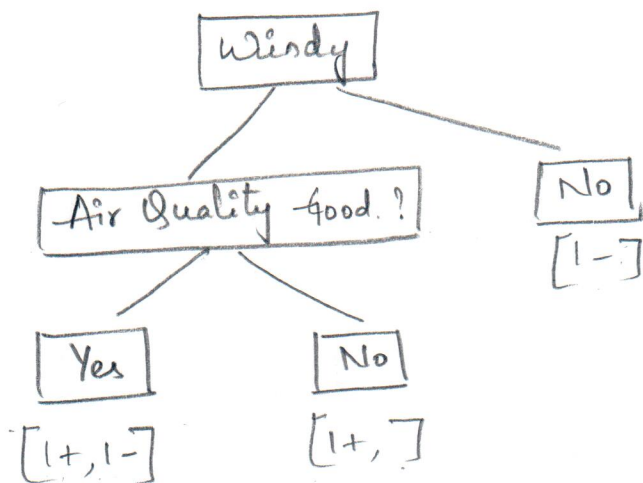 Windy
Air Quality Good.?
No
[1-]
Yes
No
[1+, 1-]
[1+, ]